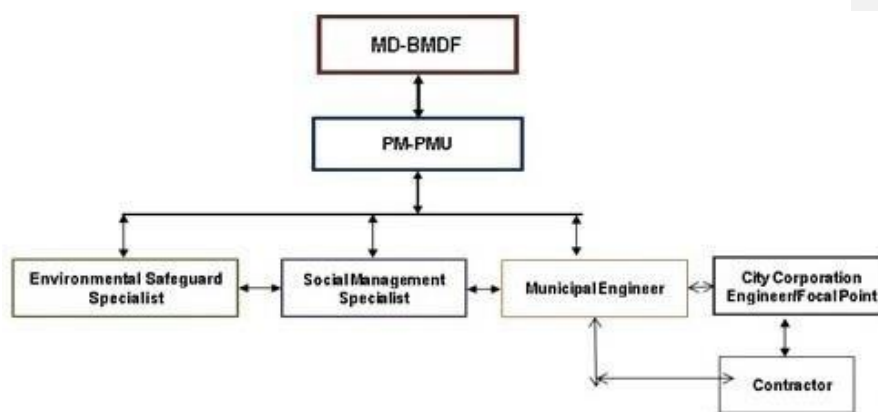 MD-BMDF
PM-PMU
Environmental Safeguard
Specialist
Social Management
Specialist
Municipal Engineer
City Corporation
Engineer/Focal Point
Contractor